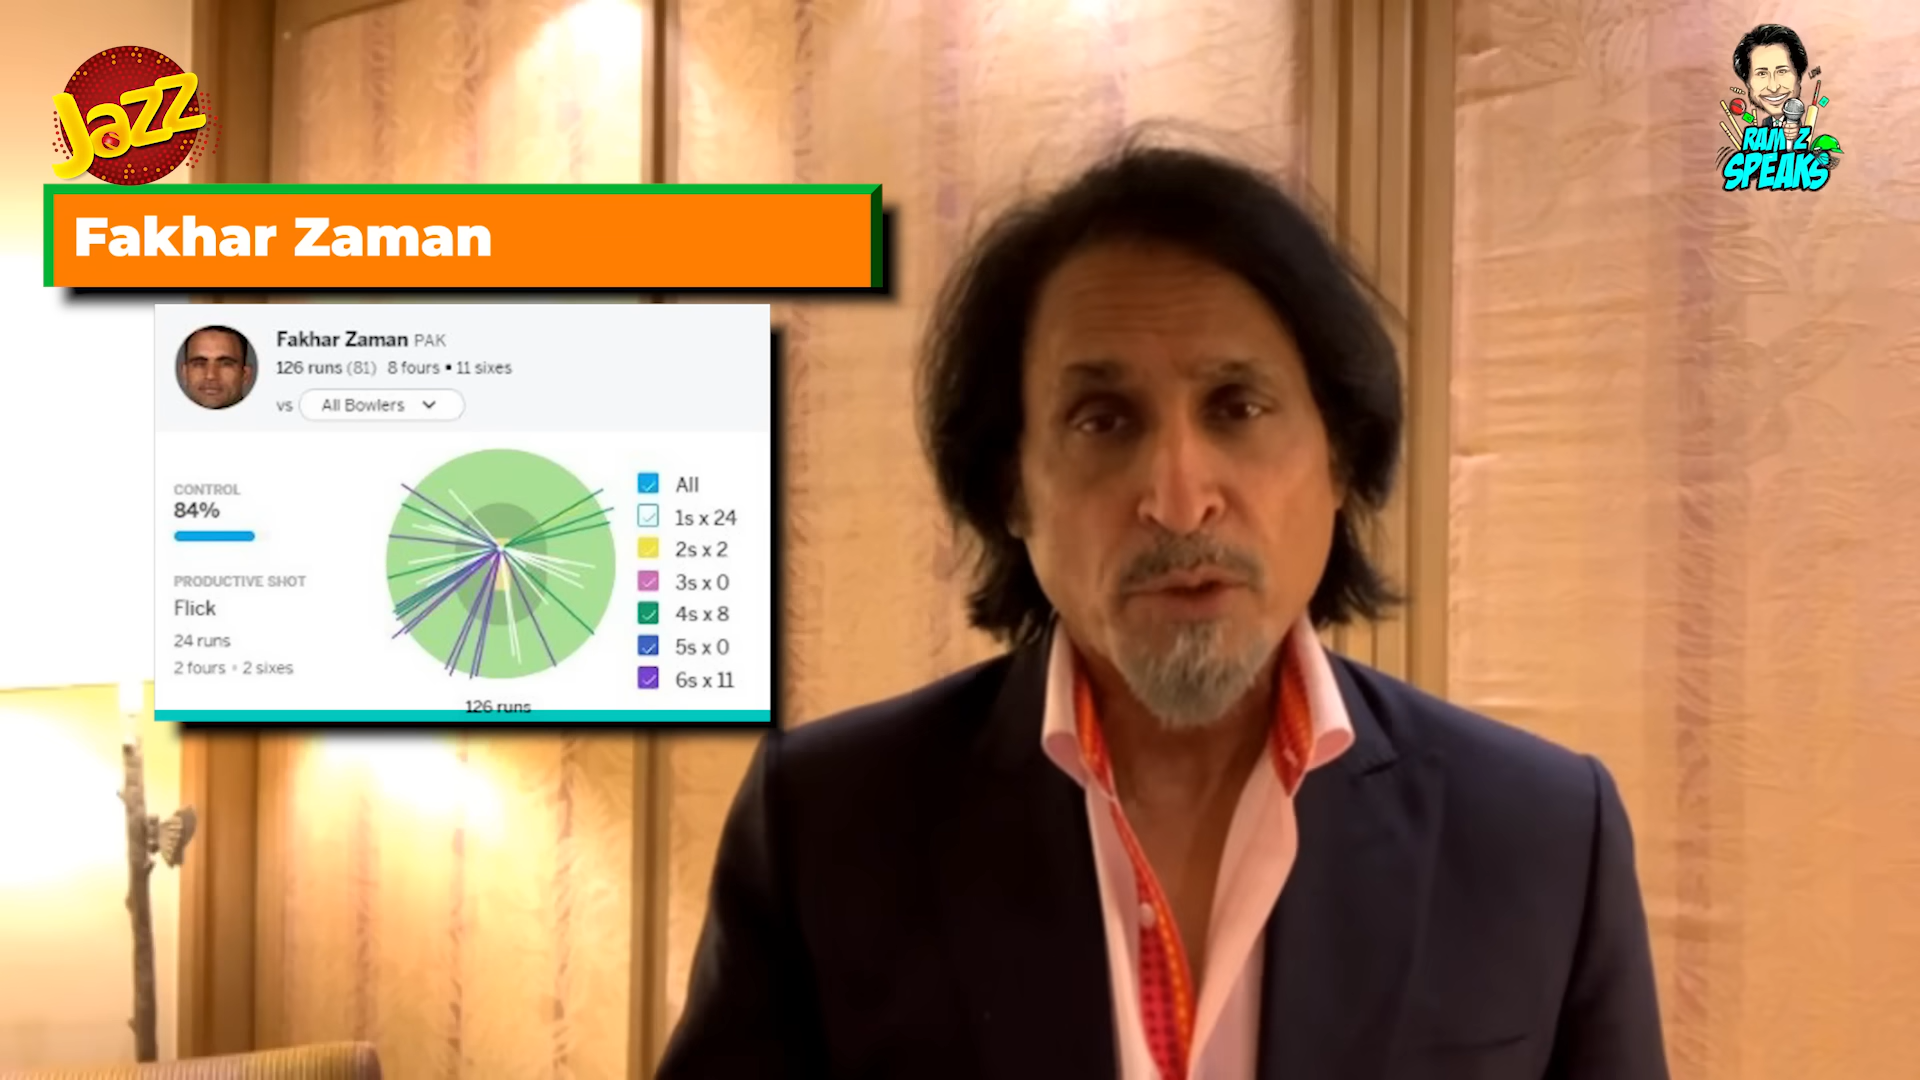 Jazz
RAMIZ
SPEAKS
Fakhar Zaman
Fakhar Zaman PAK
126 runs (81) 8 fours • 11 sixes
vs All Bowlers
CONTROL
84%
PRODUCTIVE SHOT
Flick
24 runs
2 fours • 2 sixes
All
1s x 24
2s x 2
3s x 0
4s x 8
5s x 0
6s x 11
126 runs